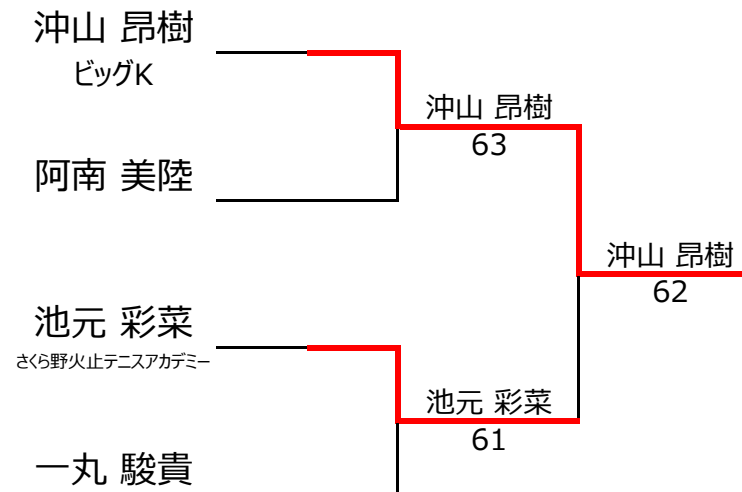 沖山 昂樹
ビッグK
沖山 昂樹
63
阿南 美陸
沖山 昂樹
62
池元 彩菜
さくら野火止テニスアカデミー
池元 彩菜
61
一丸 駿貴